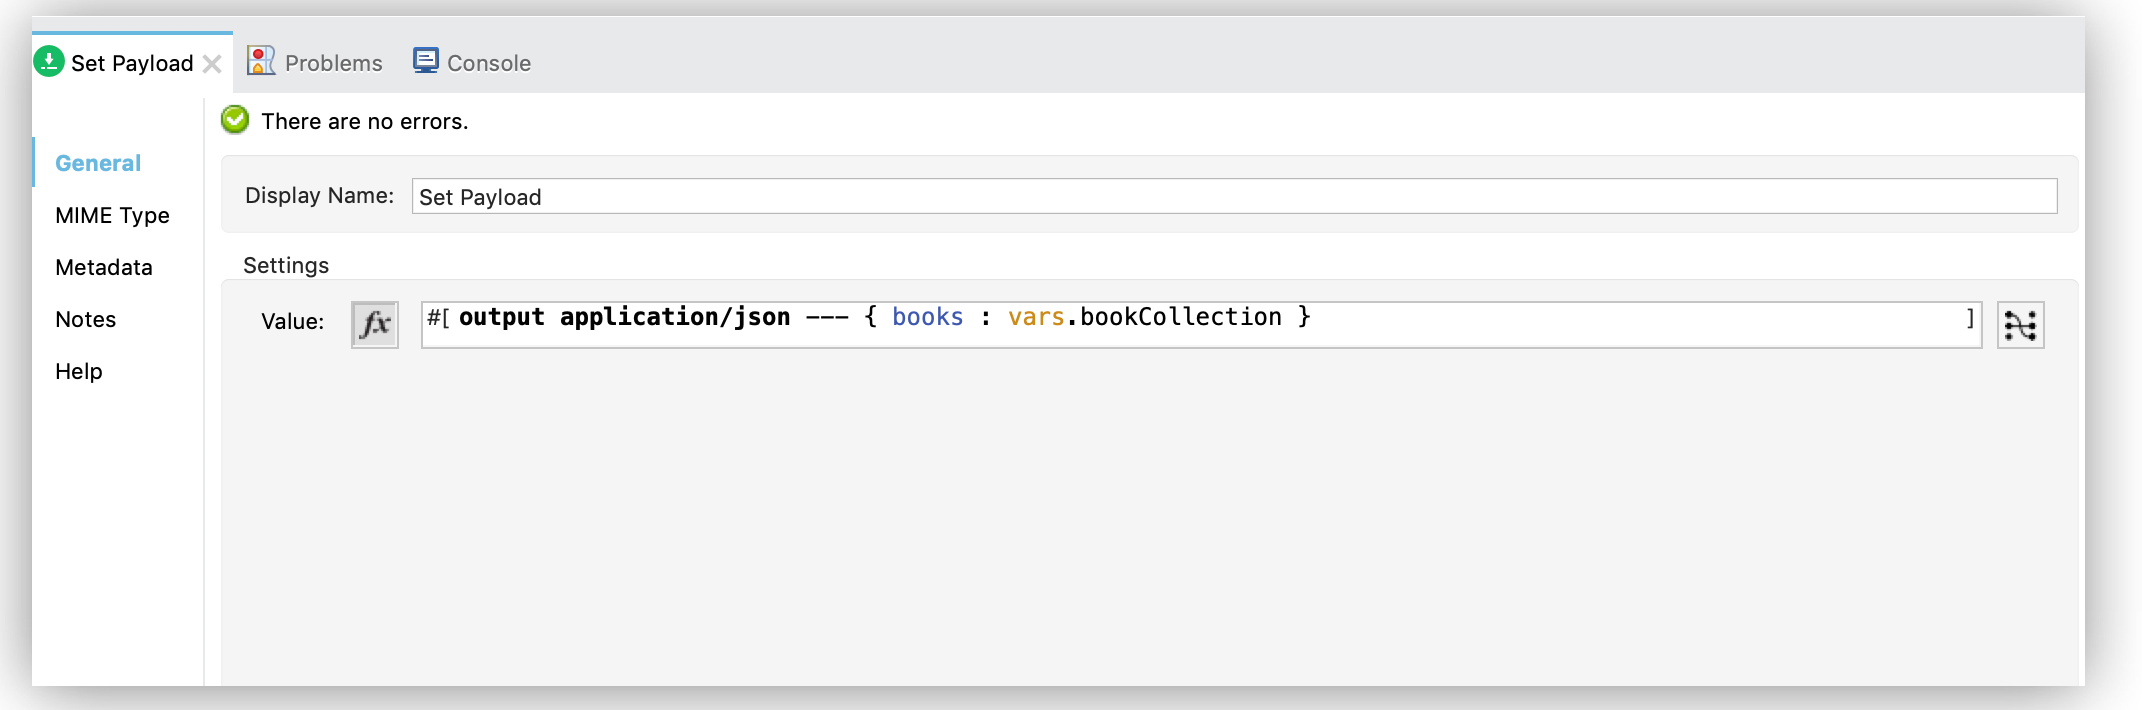 Set Payload Problems Console
There are no errors.
General
MIME Type
Metadata
Notes
Help
Display Name: Set Payload
Settings
Value: fx #[ output application/json --- { books : vars.bookCollection } ]